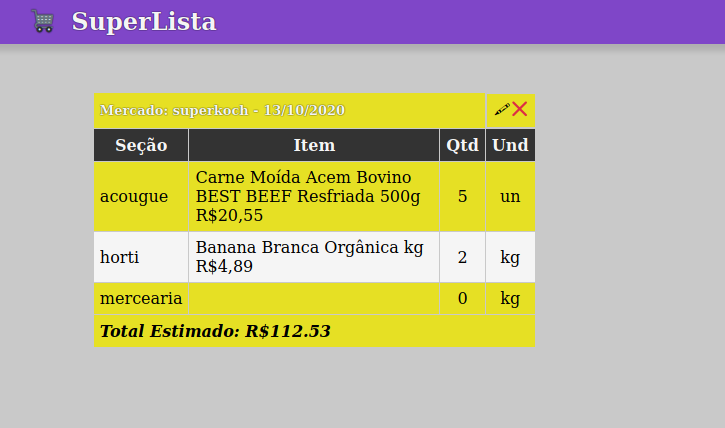 SuperLista
Mercado: superkoch - 13/10/2020
Seção Item Qtd Und
acougue Carne Moída Acem Bovino BEST BEEF Resfriada 500g R$20,55 5 un
horti Banana Branca Orgânica kg R$4,89 2 kg
mercearia 0 kg
Total Estimado: R$112.53